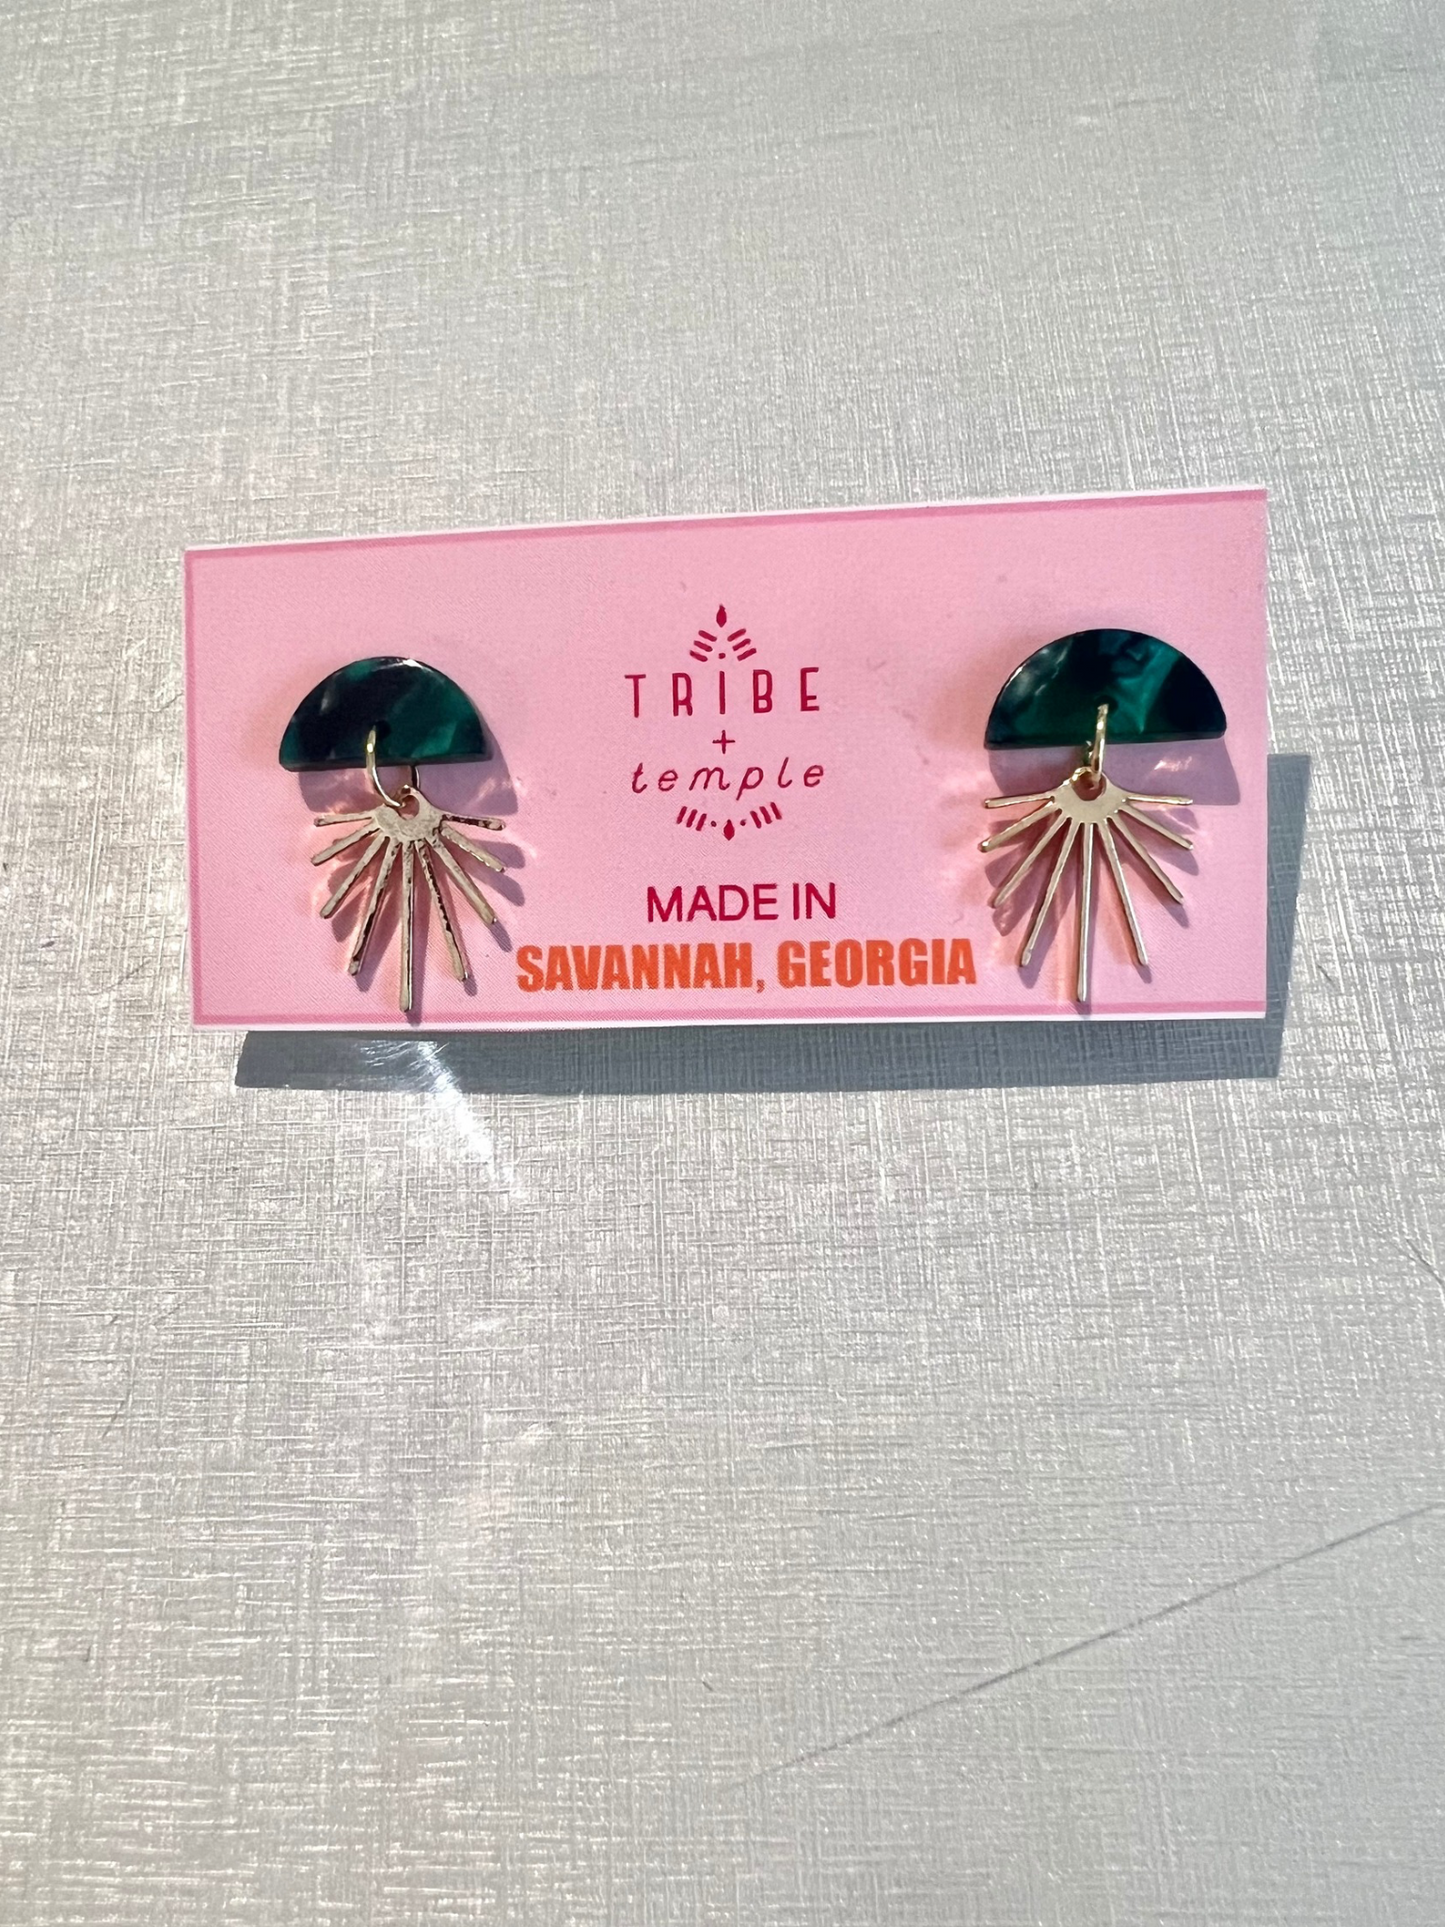 TRIBE
+
temple
MADE IN
SAVANNAH, GEORGIA